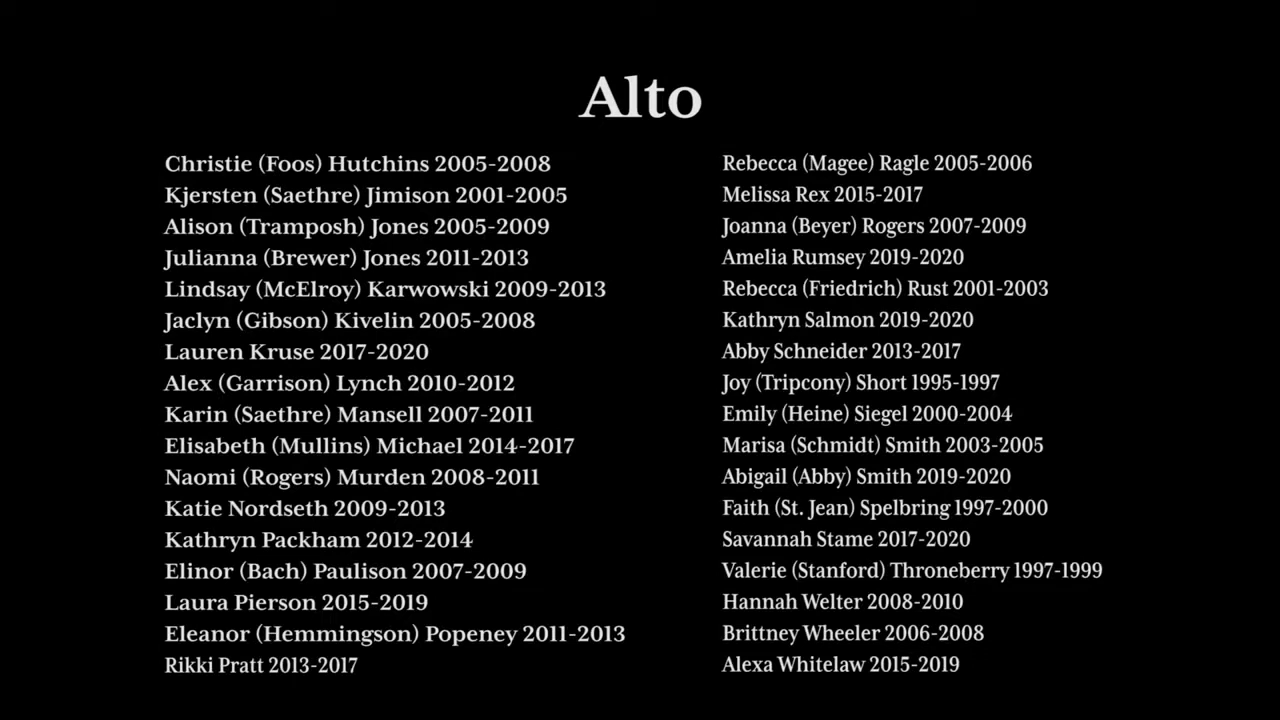 Alto
Christie (Foos) Hutchins 2005-2008
Kjersten (Saethre) Jimison 2001-2005
Alison (Tramposh) Jones 2005-2009
Julianna (Brewer) Jones 2011-2013
Lindsay (McElroy) Karwowski 2009-2013
Jaclyn (Gibson) Kivelin 2005-2008
Lauren Kruse 2017-2020
Alex (Garrison) Lynch 2010-2012
Karin (Saethre) Mansell 2007-2011
Elisabeth (Mullins) Michael 2014-2017
Naomi (Rogers) Murden 2008-2011
Katie Nordseth 2009-2013
Kathryn Packham 2012-2014
Elinor (Bach) Paulison 2007-2009
Laura Pierson 2015-2019
Eleanor (Hemmingson) Popeney 2011-2013
Rikki Pratt 2013-2017
Rebecca (Magee) Ragle 2005-2006
Melissa Rex 2015-2017
Joanna (Beyer) Rogers 2007-2009
Amelia Rumsey 2019-2020
Rebecca (Friedrich) Rust 2001-2003
Kathryn Salmon 2019-2020
Abby Schneider 2013-2017
Joy (Tripcony) Short 1995-1997
Emily (Heine) Siegel 2000-2004
Marisa (Schmidt) Smith 2003-2005
Abigail (Abby) Smith 2019-2020
Faith (St. Jean) Spelbring 1997-2000
Savannah Stame 2017-2020
Valerie (Stanford) Throneberry 1997-1999
Hannah Welter 2008-2010
Brittney Wheeler 2006-2008
Alexa Whitelaw 2015-2019